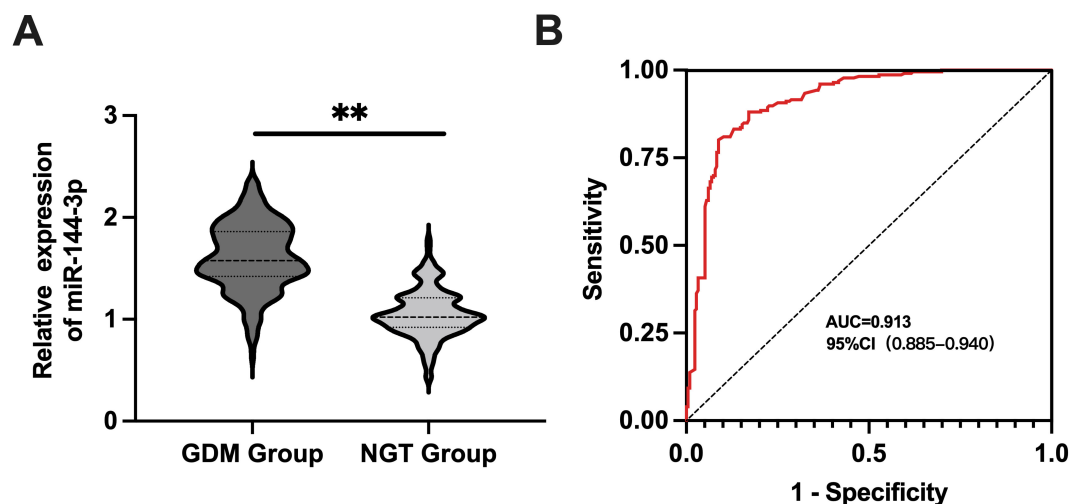 A
3
2
1
0
Relative expression
of miR-144-3p
**
GDM Group
NGT Group
B
1.00
0.75
0.50
0.25
0.00
Sensitivity
AUC=0.913
95%CI（0.885–0.940）
0.0
0.5
1.0
1 - Specificity